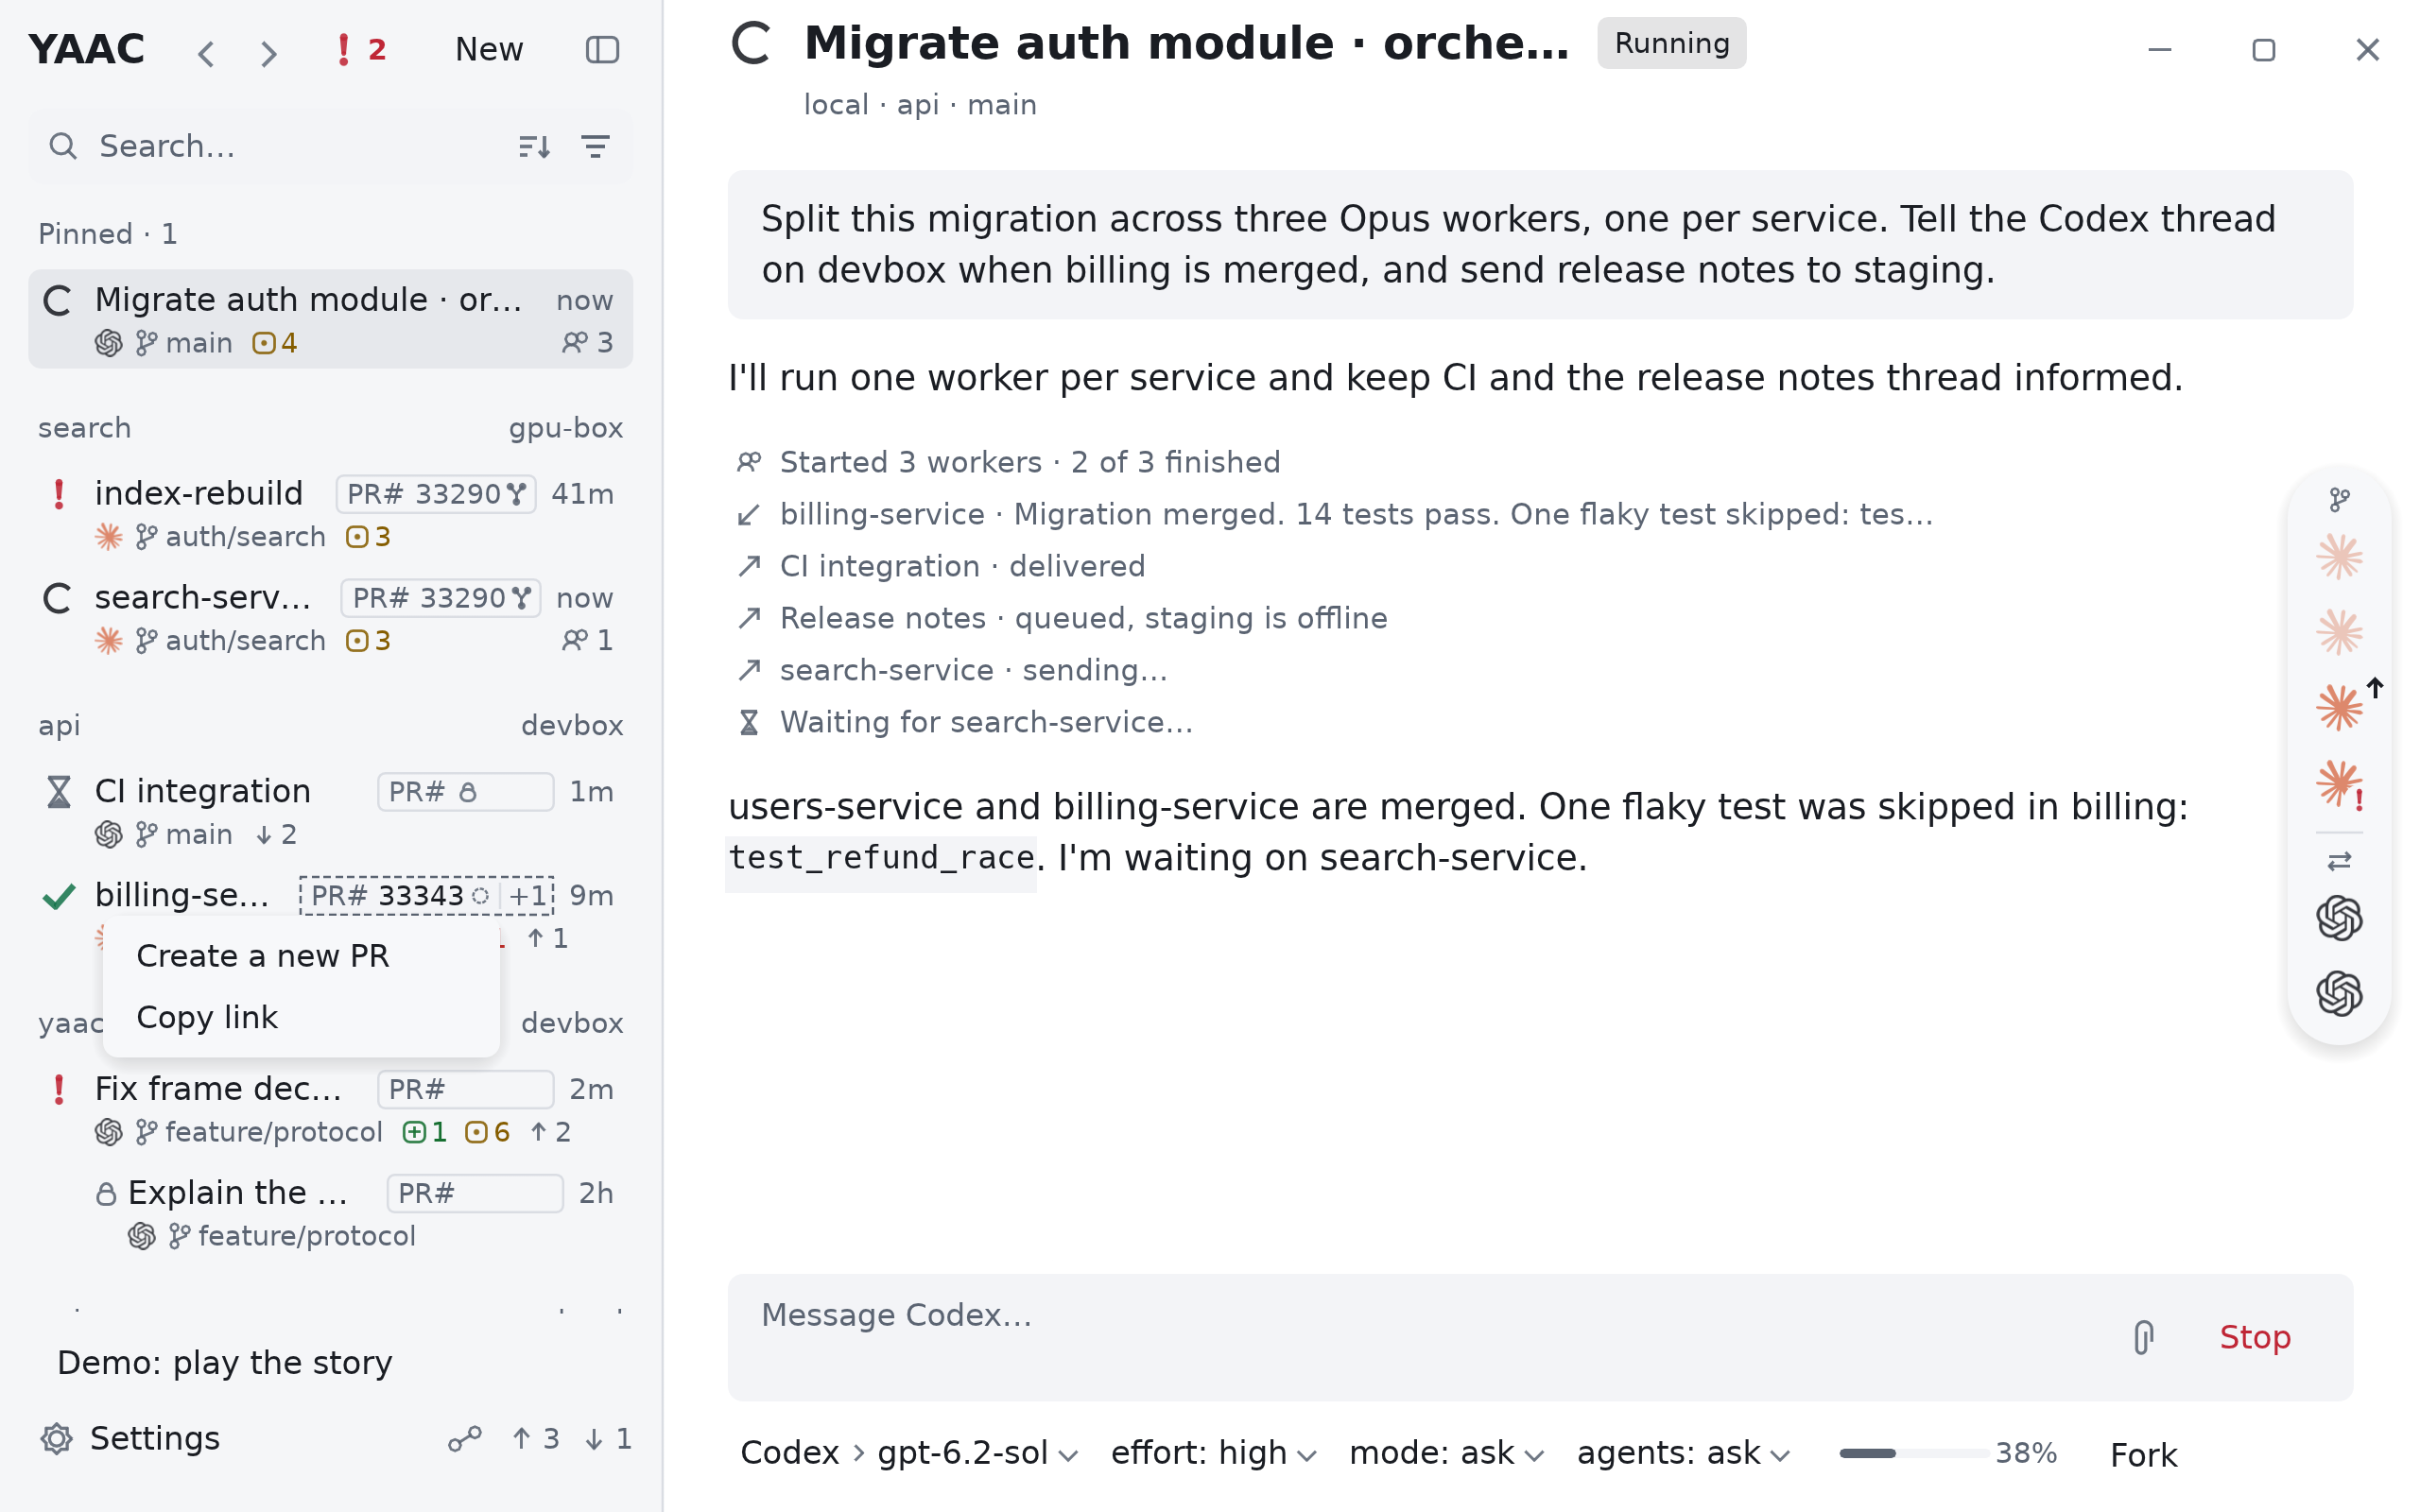 YAAC
2
New
Search...
Pinned · 1
Migrate auth module · or... now
main 4 3
search gpu-box
index-rebuild PR# 33290 41m
auth/search 3
search-serv... PR# 33290 now
auth/search 3 1
api devbox
CI integration PR# 1m
main ↓ 2
billing-se... PR# 33343 +1 9m
↑ 1
Create a new PR
Copy link
yaac devbox
Fix frame dec... PR# 2m
feature/protocol 1 6 ↑ 2
Explain the ... PR# 2h
feature/protocol
Demo: play the story
Settings ↑ 3 ↓ 1
Migrate auth module · orche... Running
local · api · main
Split this migration across three Opus workers, one per service. Tell the Codex thread
on devbox when billing is merged, and send release notes to staging.
I'll run one worker per service and keep CI and the release notes thread informed.
Started 3 workers · 2 of 3 finished
billing-service · Migration merged. 14 tests pass. One flaky test skipped: tes...
CI integration · delivered
Release notes · queued, staging is offline
search-service · sending...
Waiting for search-service...
users-service and billing-service are merged. One flaky test was skipped in billing:
test_refund_race. I'm waiting on search-service.
Message Codex...
Stop
Codex > gpt-6.2-sol effort: high mode: ask agents: ask 38% Fork